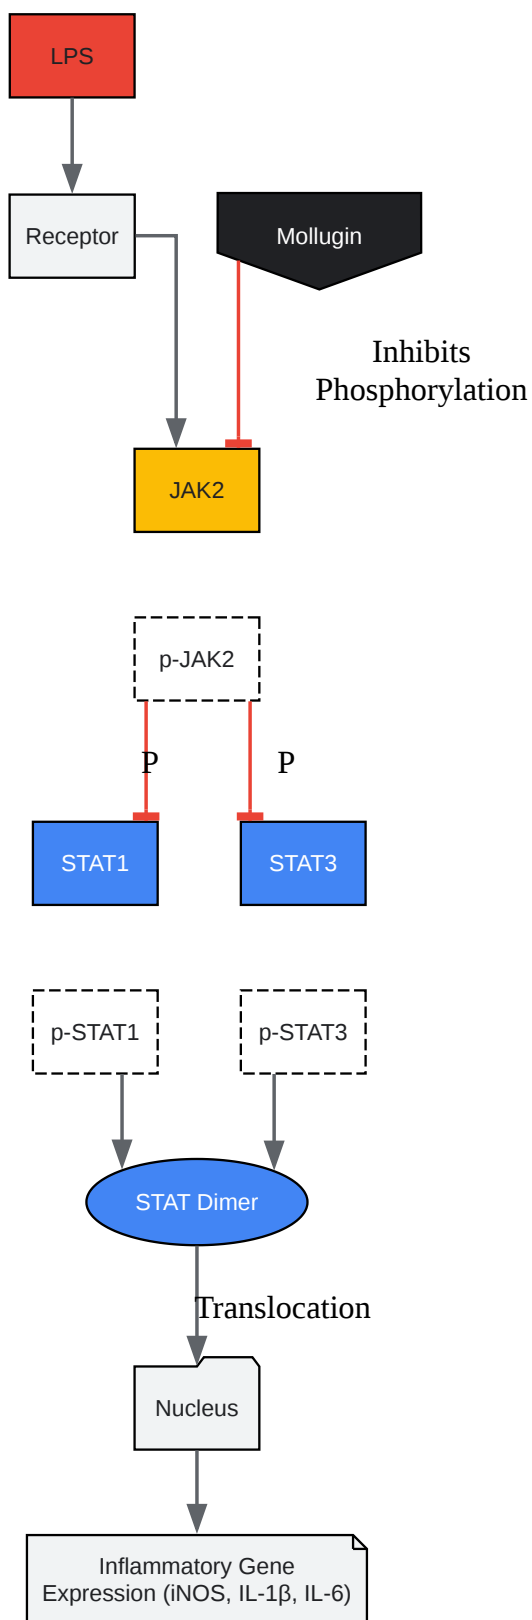 LPS
Receptor
Mollugin
Inhibits
Phosphorylation
JAK2
p-JAK2
P
P
STAT1
STAT3
p-STAT1
p-STAT3
STAT Dimer
Translocation
Nucleus
Inflammatory Gene
Expression (iNOS, IL-1β, IL-6)